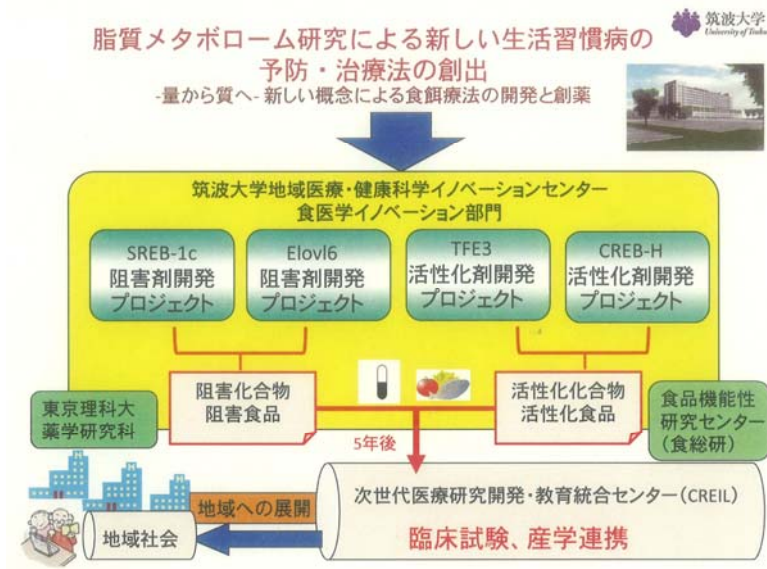 筑波大学
University of Tsuku
脂質メタボローム研究による新しい生活習慣病の
予防・治療法の創出
-量から質へ- 新しい概念による食餌療法の開発と創薬
筑波大学地域医療・健康科学イノベーションセンター
食医学イノベーション部門
SREB-1c
阻害剤開発
プロジェクト
Elovl6
阻害剤開発
プロジェクト
TFE3
活性化剤開発
プロジェクト
CREB-H
活性化剤開発
プロジェクト
東京理科大
薬学研究科
阻害化合物
阻害食品
活性化化合物
活性化食品
食品機能性
研究センター
(食総研)
5年後
地域への展開
地域社会
次世代医療研究開発・教育統合センター(CREIL)
臨床試験、産学連携